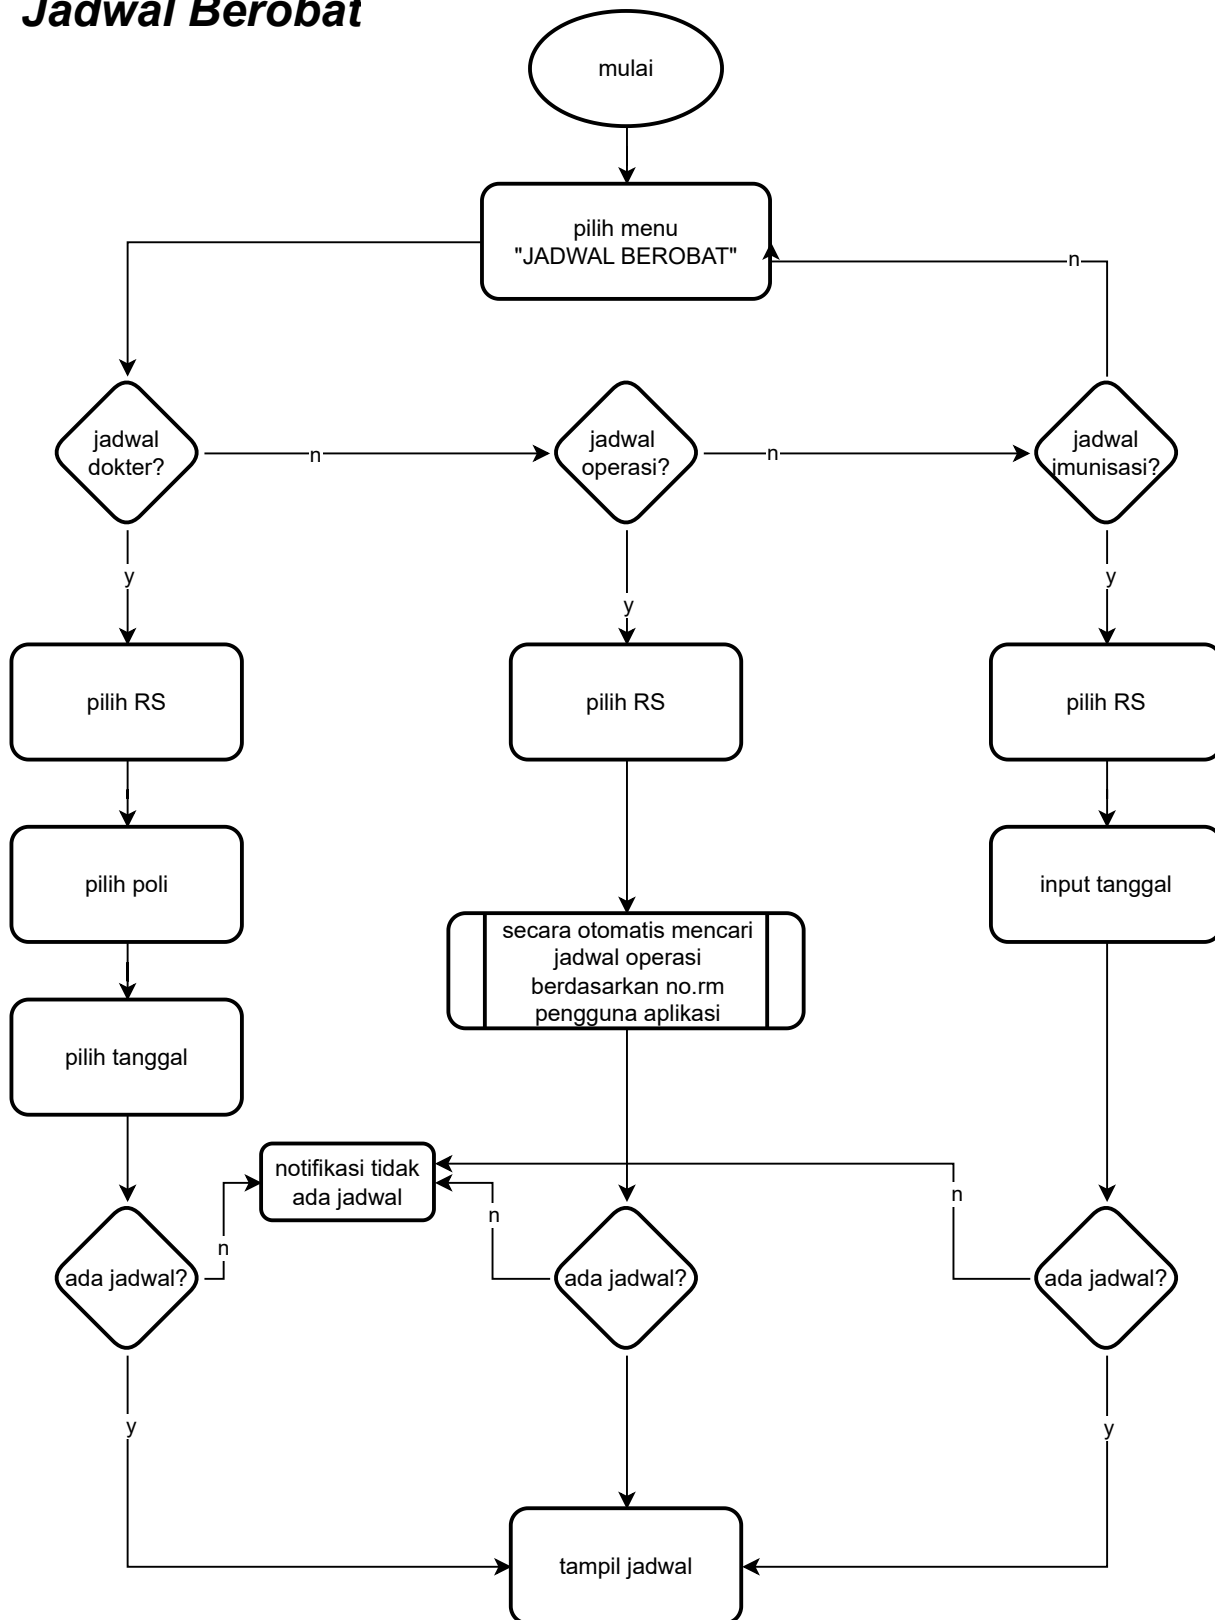 Jadwal Berobat
mulai
pilih menu
"JADWAL BEROBAT"
n
jadwal
dokter?
n
jadwal
operasi?
n
jadwal
imunisasi?
y
y
y
pilih RS
pilih RS
pilih RS
pilih poli
input tanggal
secara otomatis mencari
jadwal operasi
berdasarkan no.rm
pengguna aplikasi
pilih tanggal
notifikasi tidak
ada jadwal
n
n
n
ada jadwal?
ada jadwal?
ada jadwal?
y
y
tampil jadwal